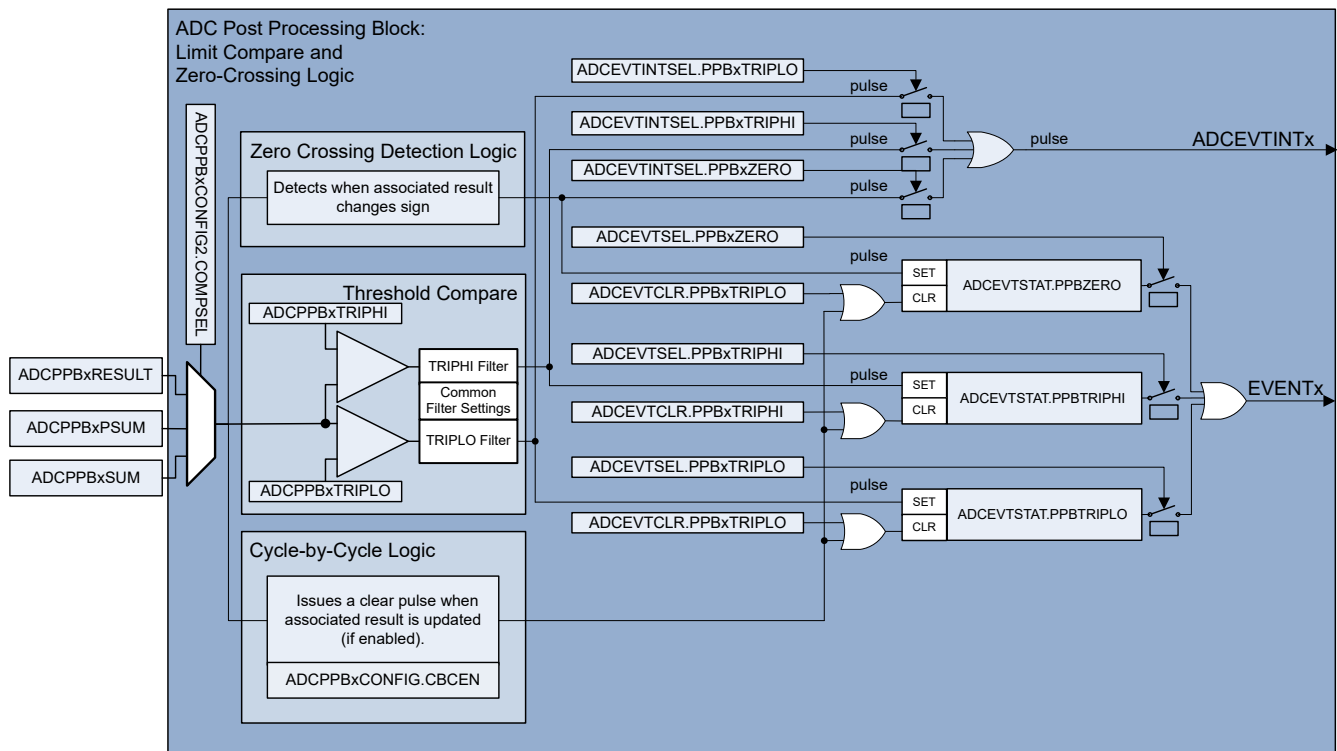 ADC Post Processing Block:
Limit Compare and
Zero-Crossing Logic
ADCPPBxCONFIG2.COMPSEL
ADCPPBxRESULT
ADCPPBxPSUM
ADCPPBxSUM
Zero Crossing Detection Logic
Detects when associated result
changes sign
Threshold Compare
ADCPPBxTRIPHI
TRIPHI Filter
Common
Filter Settings
TRIPLO Filter
ADCPPBxTRIPLO
Cycle-by-Cycle Logic
Issues a clear pulse when
associated result is updated
(if enabled).
ADCPPBxCONFIG.CBCEN
ADCEVTINTSEL.PPBxTRIPLO
pulse
ADCEVTINTSEL.PPBxTRIPHI
pulse
ADCEVTINTSEL.PPBxZERO
pulse
pulse
ADCEVTINTx
ADCEVTSEL.PPBxZERO
pulse
SET
CLR
ADCEVTSTAT.PPBZERO
ADCEVTCLR.PPBxTRIPLO
ADCEVTSEL.PPBxTRIPHI
pulse
SET
CLR
ADCEVTSTAT.PPBTRIPHI
ADCEVTCLR.PPBxTRIPHI
EVENTx
ADCEVTSEL.PPBxTRIPLO
pulse
SET
CLR
ADCEVTSTAT.PPBTRIPLO
ADCEVTCLR.PPBxTRIPLO